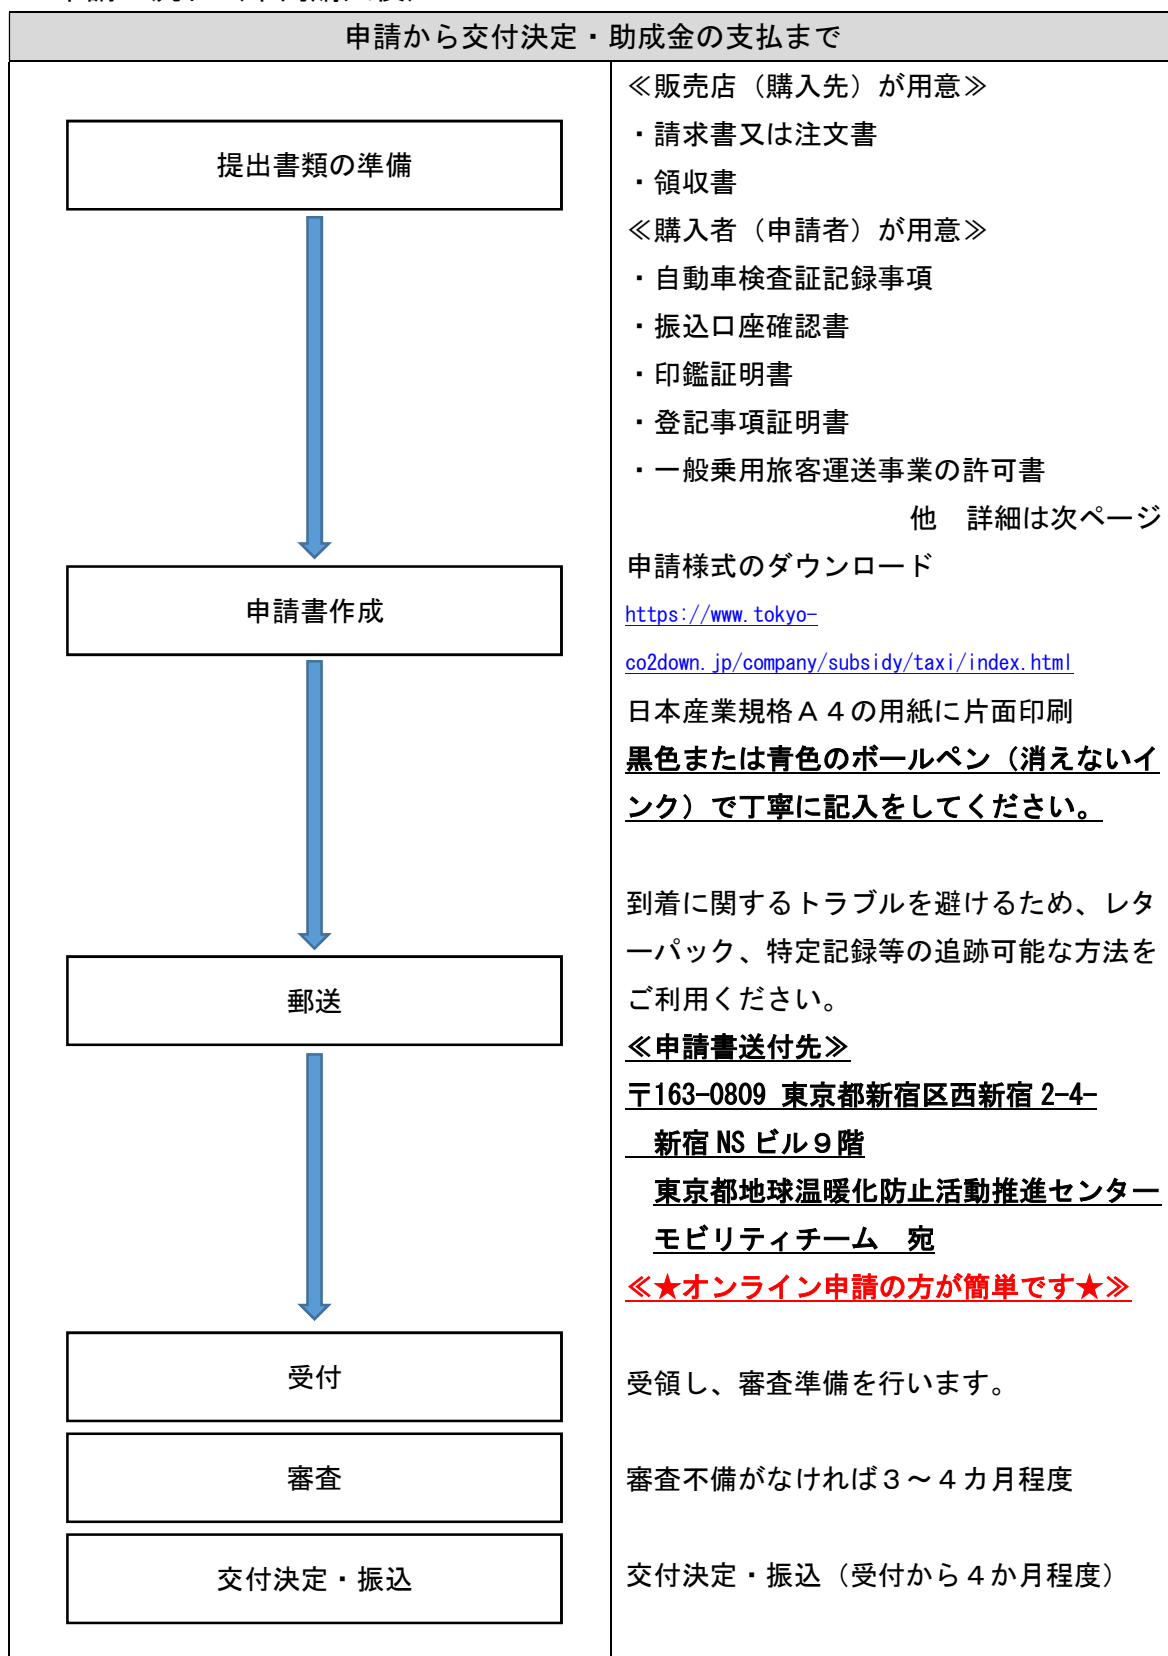 申請から交付決定・助成金の支払まで
提出書類の準備
≪販売店（購入先）が用意≫
・請求書又は注文書
・領収書
≪購入者（申請者）が用意≫
・自動車検査証記録事項
・振込口座確認書
・印鑑証明書
・登記事項証明書
・一般乗用旅客運送事業の許可書
他　詳細は次ページ
申請書作成
申請様式のダウンロード
https://www.tokyo-
co2down.jp/company/subsidy/taxi/index.html
日本産業規格Ａ４の用紙に片面印刷
黒色または青色のボールペン（消えないイ
ンク）で丁寧に記入をしてください。
郵送
到着に関するトラブルを避けるため、レタ
ーパック、特定記録等の追跡可能な方法を
ご利用ください。
≪申請書送付先≫
〒163-0809 東京都新宿区西新宿 2-4-
新宿 NS ビル９階
東京都地球温暖化防止活動推進センター
モビリティチーム　宛
≪★オンライン申請の方が簡単です★≫
受付
受領し、審査準備を行います。
審査
審査不備がなければ３～４カ月程度
交付決定・振込
交付決定・振込（受付から４か月程度）